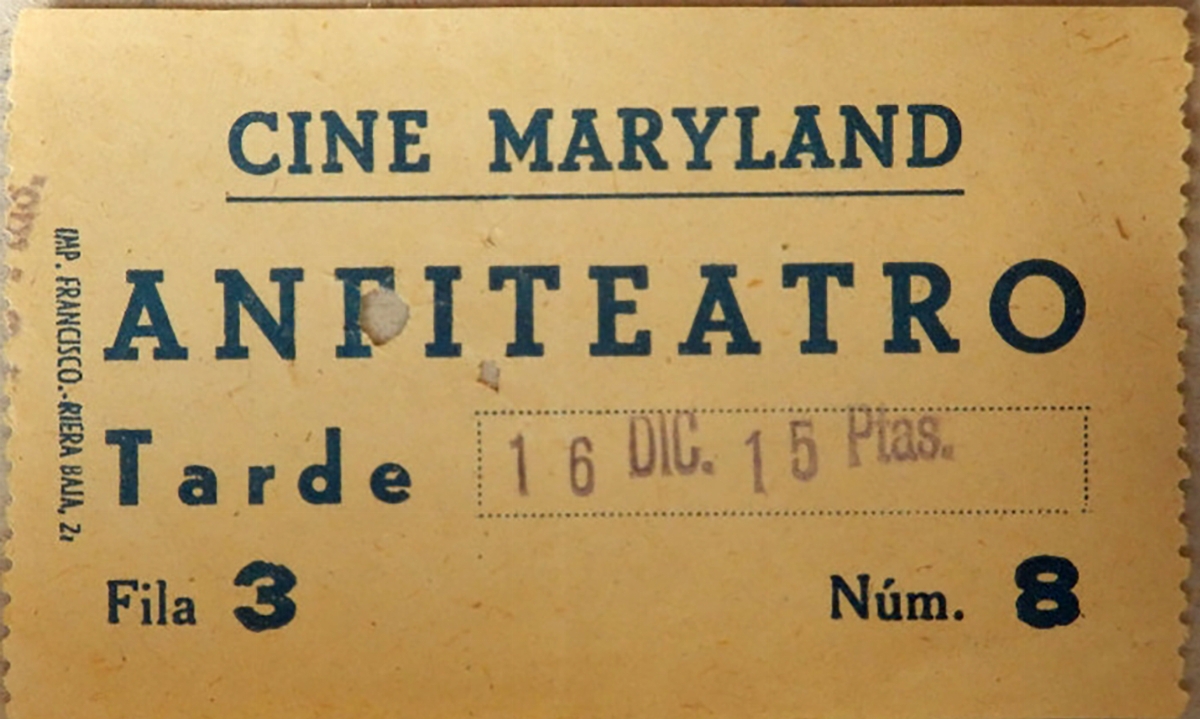 CINE MARYLAND
ANFITEATRO
Tarde
16 DIC. 15 Ptas.
Fila 3
Núm. 8
IMP. FRANCISCO.-RIERA BAJA, 2